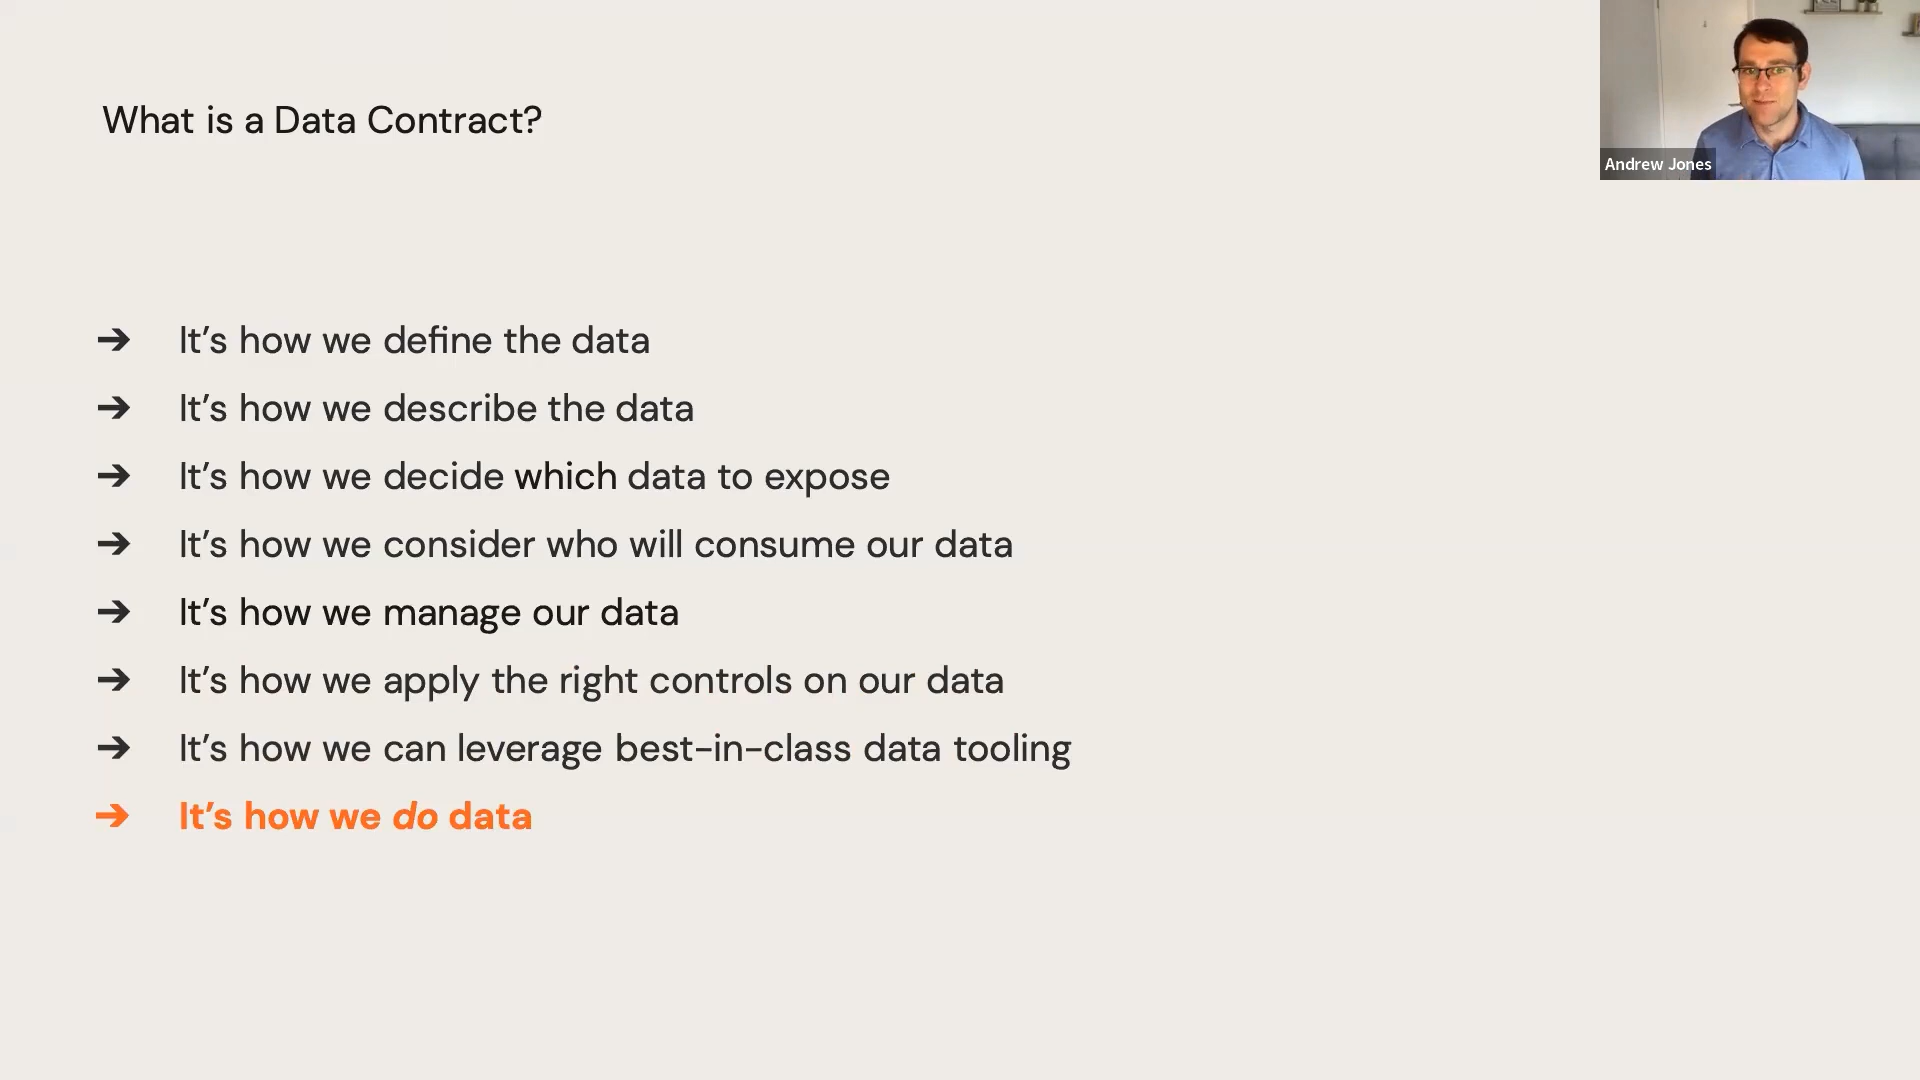 What is a Data Contract?
Andrew Jones
➔ It’s how we define the data
➔ It’s how we describe the data
➔ It’s how we decide which data to expose
➔ It’s how we consider who will consume our data
➔ It’s how we manage our data
➔ It’s how we apply the right controls on our data
➔ It’s how we can leverage best-in-class data tooling
➔ It’s how we do data